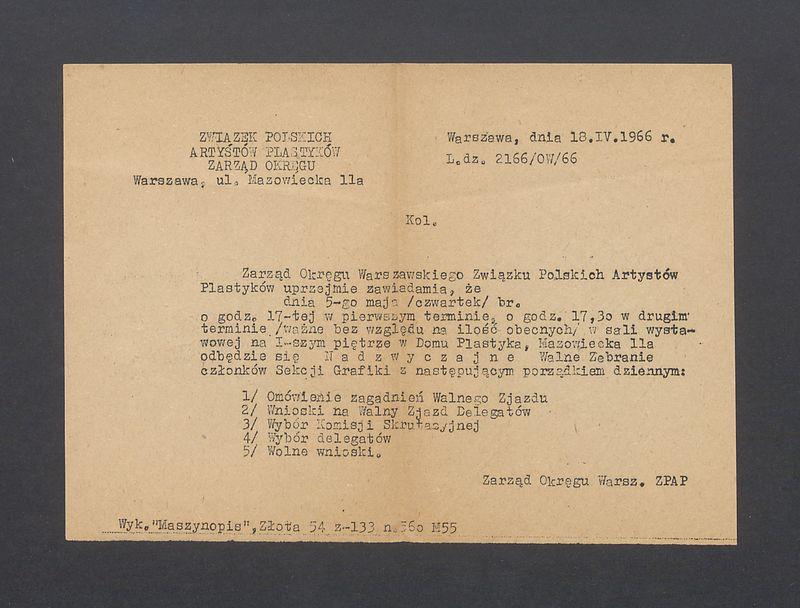 ZWIĄZEK POLSKICH
ARTYSTÓW PLASTYKÓW
ZARZĄD OKRĘGU
Warszawa, ul. Mazowiecka 11a
Warszawa, dnia 18.IV.1966 r.
L.dz. 2166/OW/66
Kol.
Zarząd Okręgu Warszawskiego Związku Polskich Artystów
Plastyków uprzejmie zawiadamia, że
dnia 5-go maja /czwartek/ br.
o godz. 17-tej w pierwszym terminie, o godz. 17,30 w drugim
terminie /ważne bez względu na ilość obecnych/ w sali wysta-
wowej na I-szym piętrze w Domu Plastyka, Mazowiecka 11a
odbędzie się N a d z w y c z a j n e Walne Zebranie
członków Sekcji Grafiki z następującym porządkiem dziennym:
1/ Omówienie zagadnień Walnego Zjazdu
2/ Wnioski na Walny Zjazd Delegatów
3/ Wybór Komisji Skrutacyjnej
4/ Wybór delegatów
5/ Wolne wnioski.
Zarząd Okręgu Warsz. ZPAP
Wyk."Maszynopis",Złota 54 z-133 n.560 M55